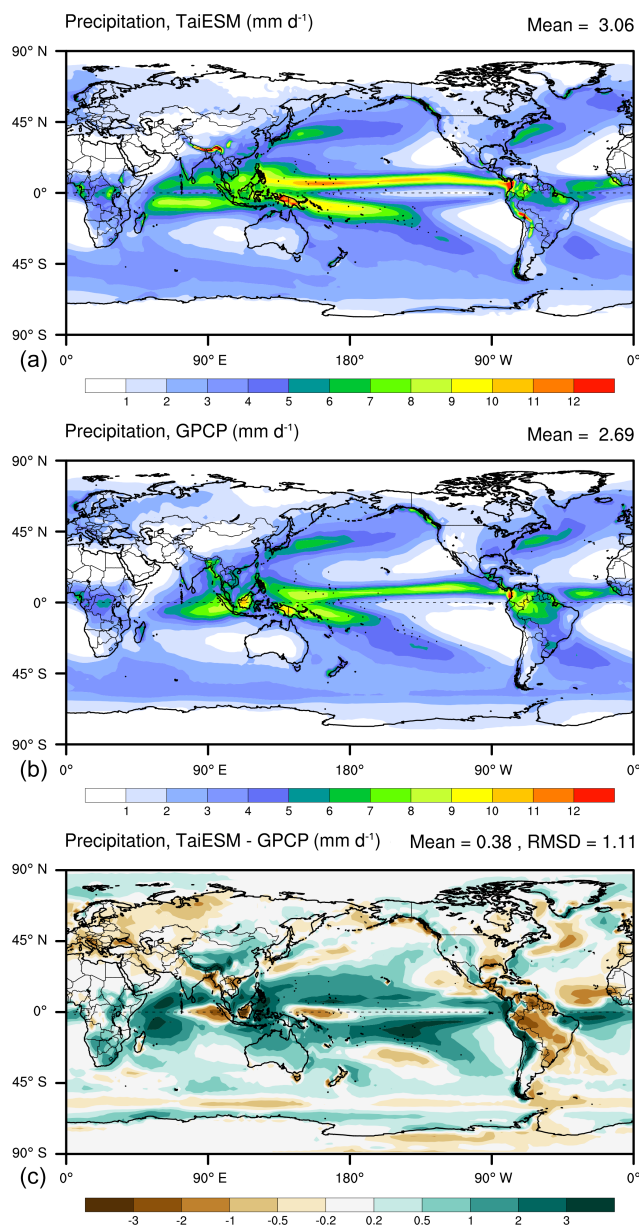 Precipitation, TaiESM (mm d⁻¹) Mean = 3.06
90° N
45° N
0°
45° S
90° S
(a)
0° 90° E 180° 90° W 0°
1 2 3 4 5 6 7 8 9 10 11 12
Precipitation, GPCP (mm d⁻¹) Mean = 2.69
90° N
45° N
0°
45° S
90° S
(b)
0° 90° E 180° 90° W 0°
1 2 3 4 5 6 7 8 9 10 11 12
Precipitation, TaiESM - GPCP (mm d⁻¹) Mean = 0.38 , RMSD = 1.11
90° N
45° N
0°
45° S
90° S
(c)
0° 90° E 180° 90° W 0°
-3 -2 -1 -0.5 -0.2 0.2 0.5 1 2 3